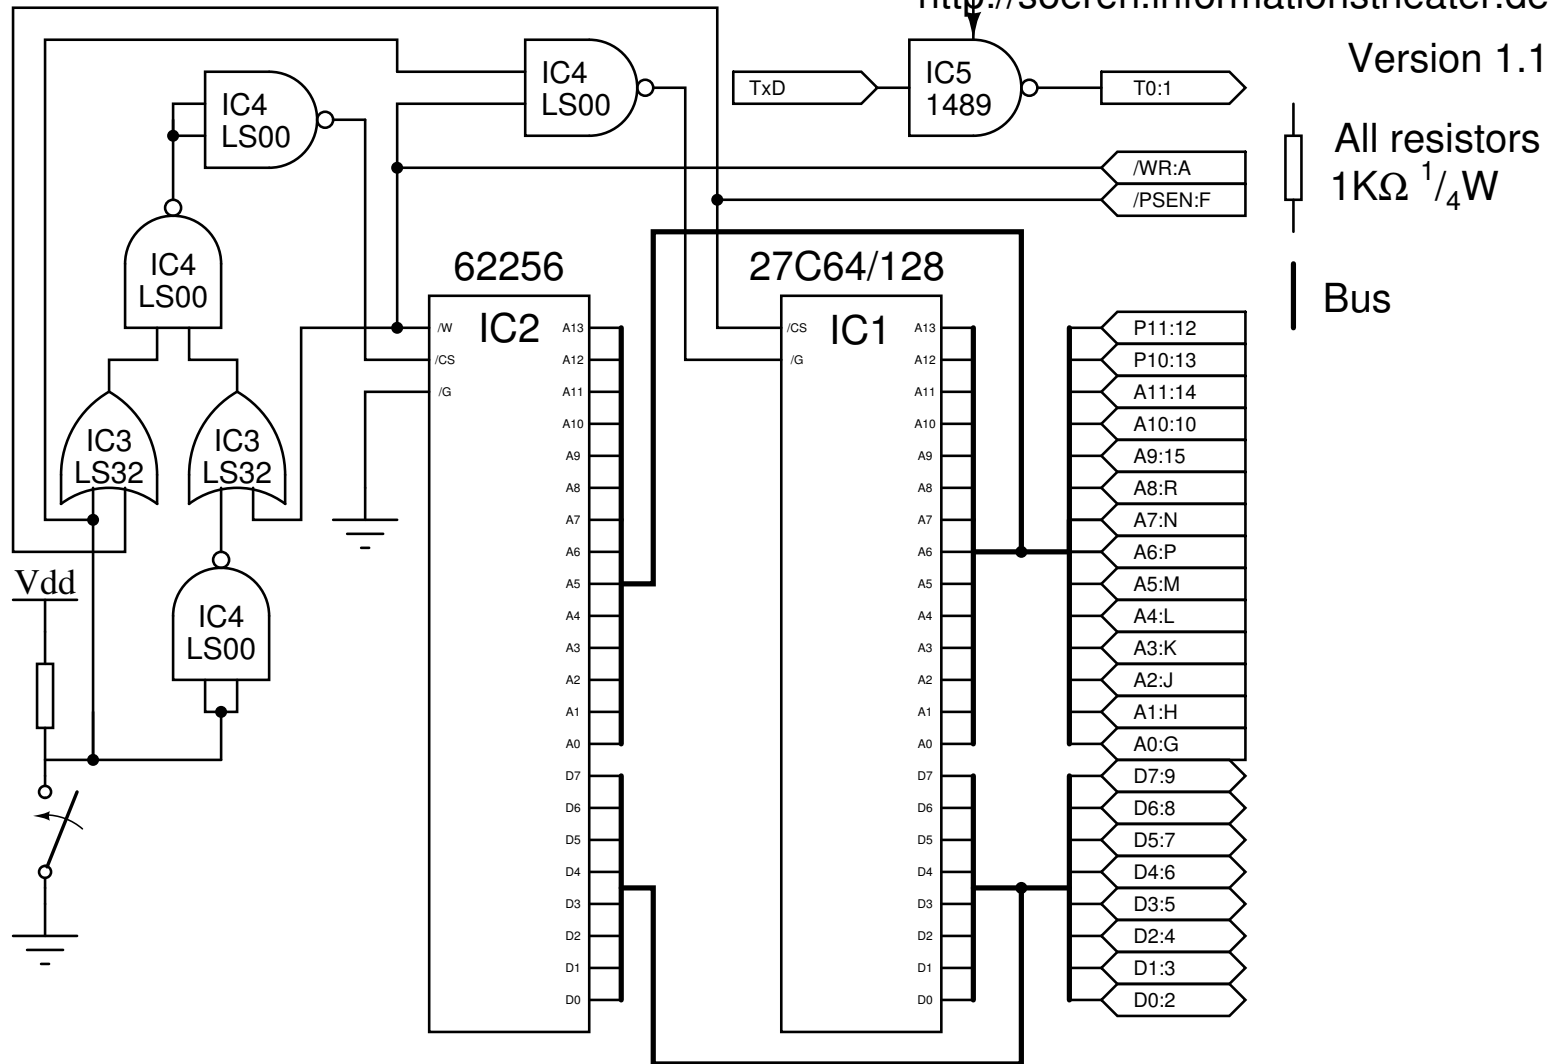 http://soeren.informationstheater.de
Version 1.1
IC4
LS00
IC4
LS00
TxD
IC5
1489
T0:1
/WR:A
/PSEN:F
All resistors
1KΩ 1/4W
Bus
IC4
LS00
62256
27C64/128
/W
/CS
/G
IC2
A13
A12
A11
A10
A9
A8
A7
A6
A5
A4
A3
A2
A1
A0
D7
D6
D5
D4
D3
D2
D1
D0
/CS
/G
IC1
A13
A12
A11
A10
A9
A8
A7
A6
A5
A4
A3
A2
A1
A0
D7
D6
D5
D4
D3
D2
D1
D0
P11:12
P10:13
A11:14
A10:10
A9:15
A8:R
A7:N
A6:P
A5:M
A4:L
A3:K
A2:J
A1:H
A0:G
D7:9
D6:8
D5:7
D4:6
D3:5
D2:4
D1:3
D0:2
IC3
LS32
IC3
LS32
Vdd
IC4
LS00